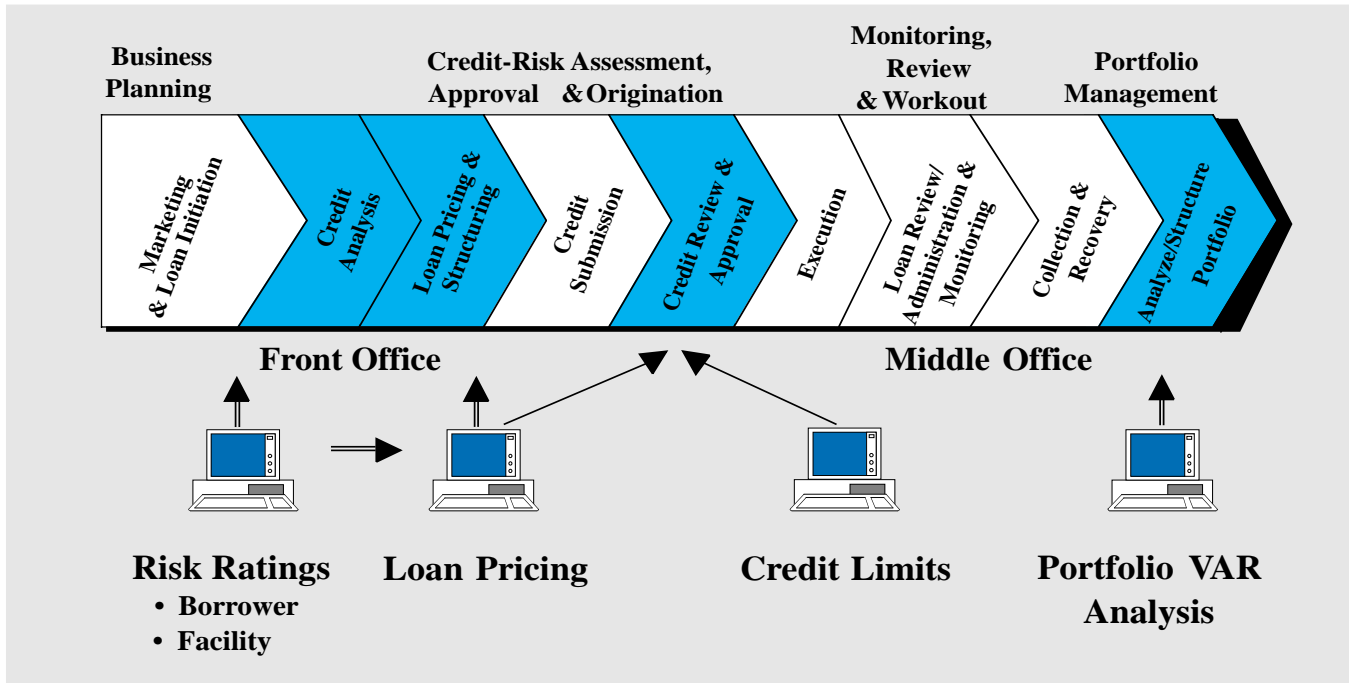 Business
Planning
Credit-Risk Assessment,
Approval & Origination
Monitoring,
Review
& Workout
Portfolio
Management
Marketing
& Loan Initiation
Credit
Analysis
Loan Pricing &
Structuring
Credit
Submission
Credit Review &
Approval
Execution
Loan Review/
Administration &
Monitoring
Collection &
Recovery
Analyze/Structure
Portfolio
Front Office
Middle Office
Risk Ratings
• Borrower
• Facility
Loan Pricing
Credit Limits
Portfolio VAR
Analysis